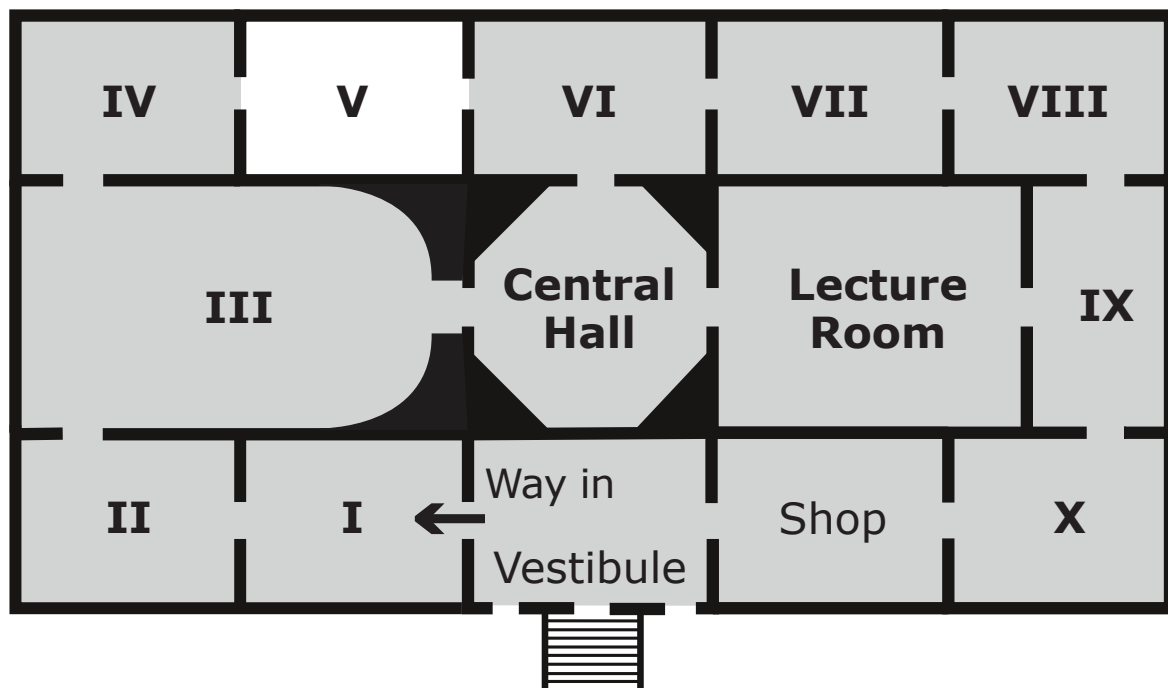 IV
V
VI
VII
VIII
III
Central
Hall
Lecture
Room
IX
II
I
Way in
Vestibule
Shop
X